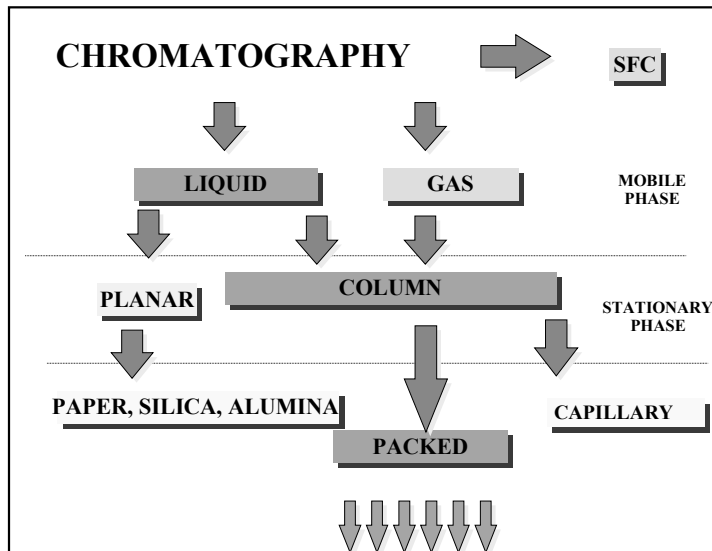 CHROMATOGRAPHY
SFC
LIQUID
GAS
MOBILE
PHASE
PLANAR
COLUMN
STATIONARY
PHASE
PAPER, SILICA, ALUMINA
CAPILLARY
PACKED